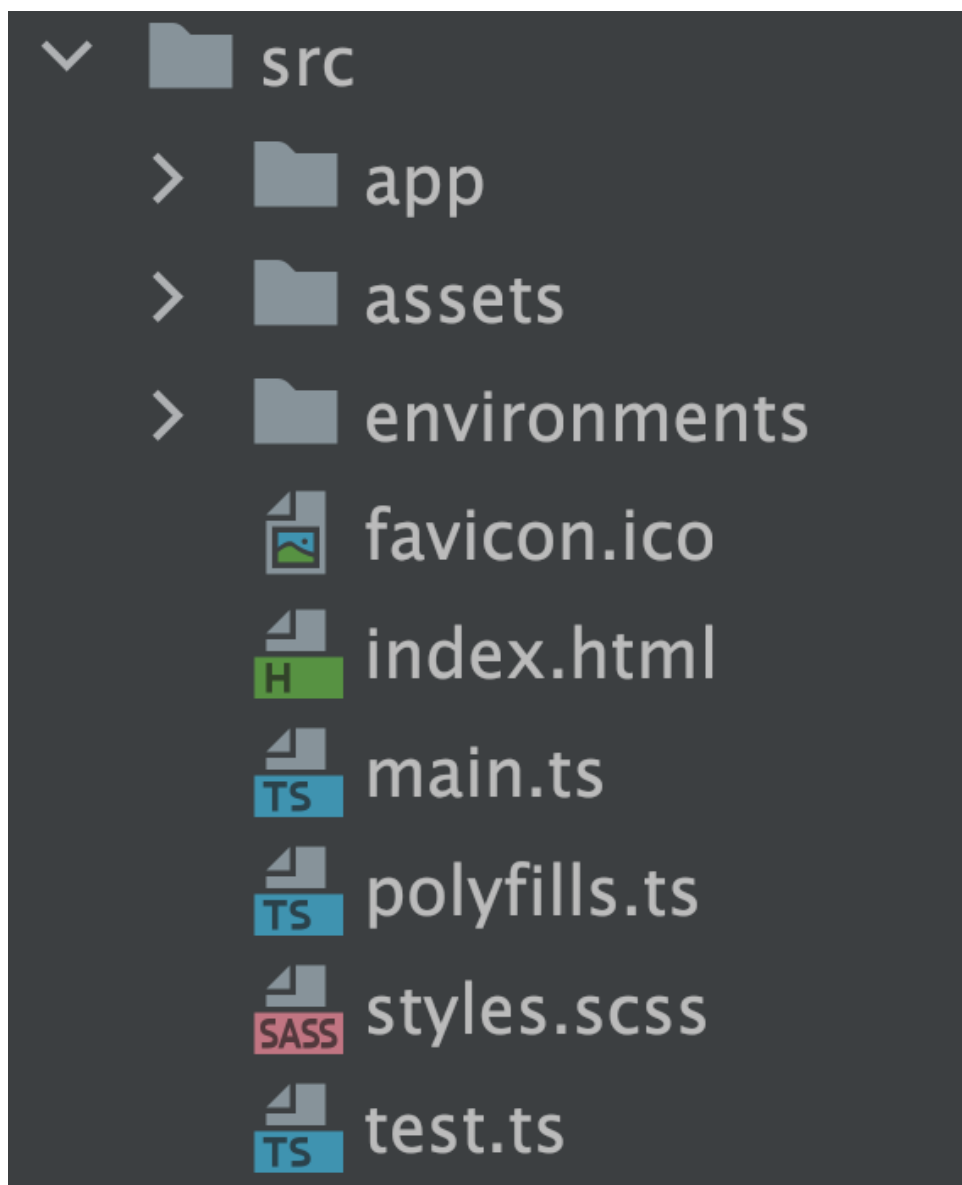 src
app
assets
environments
favicon.ico
H index.html
TS main.ts
TS polyfills.ts
SASS styles.scss
TS test.ts